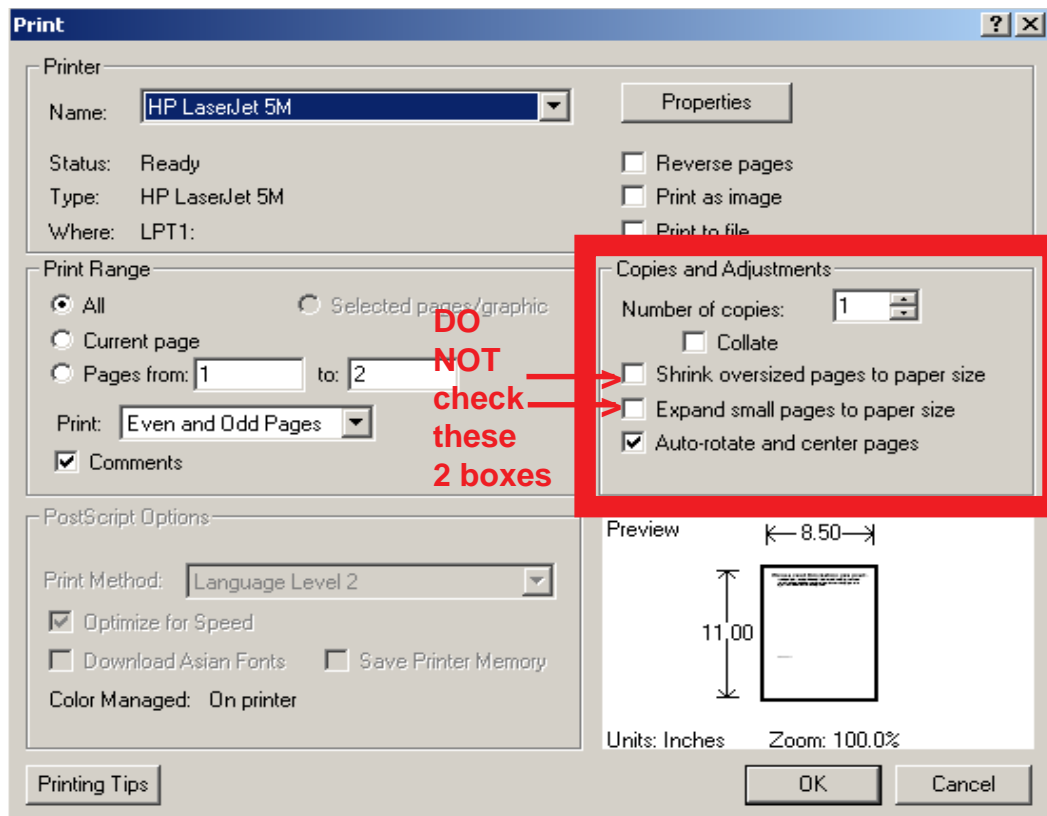 Print
Printer
Name: HP LaserJet 5M
Properties
Status: Ready
Reverse pages
Type: HP LaserJet 5M
Print as image
Where: LPT1:
Print to file
Print Range
All
Selected pages/graphic
Current page
Pages from: 1 to: 2
Print: Even and Odd Pages
Comments
DO
NOT
check
these
2 boxes
Copies and Adjustments
Number of copies: 1
Collate
Shrink oversized pages to paper size
Expand small pages to paper size
Auto-rotate and center pages
PostScript Options
Print Method: Language Level 2
Optimize for Speed
Download Asian Fonts
Save Printer Memory
Color Managed: On printer
Preview
8.50
11.00
Units: Inches Zoom: 100.0%
Printing Tips
OK
Cancel